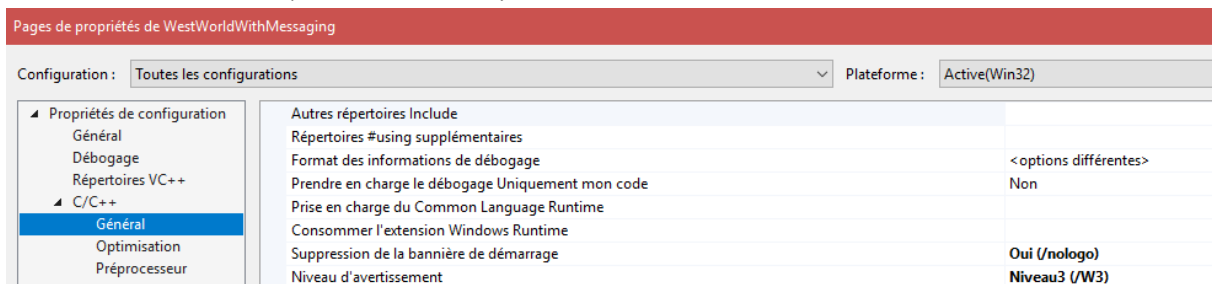 Pages de propriétés de WestWorldWithMessaging
Configuration : Toutes les configurations Plateforme : Active(Win32)
Propriétés de configuration
Général
Débogage
Répertoires VC++
C/C++
Général
Optimisation
Préprocesseur
Autres répertoires Include
Répertoires #using supplémentaires
Format des informations de débogage <options différentes>
Prendre en charge le débogage Uniquement mon code Non
Prise en charge du Common Language Runtime
Consommer l'extension Windows Runtime
Suppression de la bannière de démarrage Oui (/nologo)
Niveau d'avertissement Niveau3 (/W3)